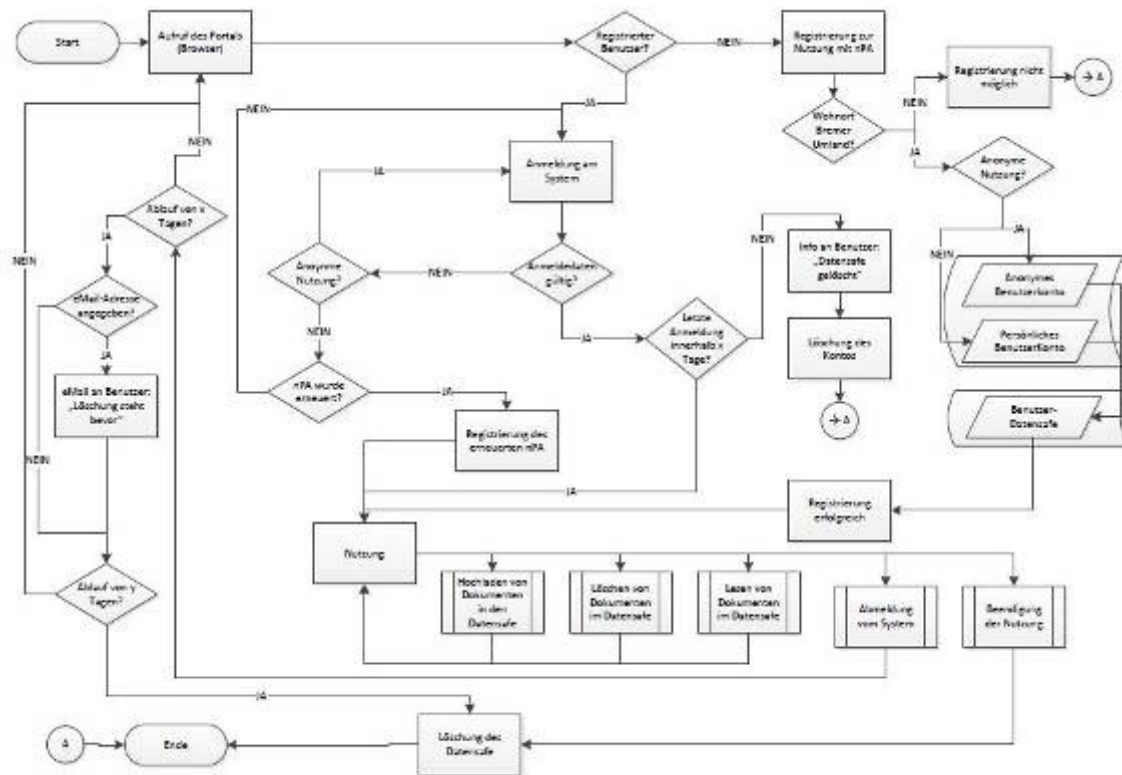 Start
Aufruf des Portals
(Browser)
Registrierter
Benutzer?
NEIN
Registrierung zur
Nutzung mit nPA
Registrierung nicht
möglich
→ A
JA
NEIN
NEIN
Wohnort
Bremer
Umland?
JA
Anonyme
Nutzung?
NEIN
Anmeldung am
System
JA
Ablauf von x
Tagen?
JA
NEIN
JA
NEIN
Info an Benutzer:
„Datensafe
gelöscht“
Anonymes
Benutzerkonto
Anonyme
Nutzung?
NEIN
Anmeldedaten
gültig?
eMail-Adresse
angegeben?
Letzte
Anmeldung
innerhalb x
Tage?
JA
NEIN
Löschung des
Kontos
Persönliches
Benutzerkonto
NEIN
JA
nPA wurde
erneuert?
JA
eMail an Benutzer:
„Löschung steht
bevor“
→ A
Benutzer-
Datensafe
Registrierung des
erneuerten nPA
NEIN
JA
Registrierung
erfolgreich
Nutzung
Ablauf von y
Tagen?
Hochladen von
Dokumenten
in den
Datensafe
Löschen von
Dokumenten
im Datensafe
Lesen von
Dokumenten
im Datensafe
Abmeldung
vom System
Beendigung
der Nutzung
JA
A
Ende
Löschung des
Datensafe